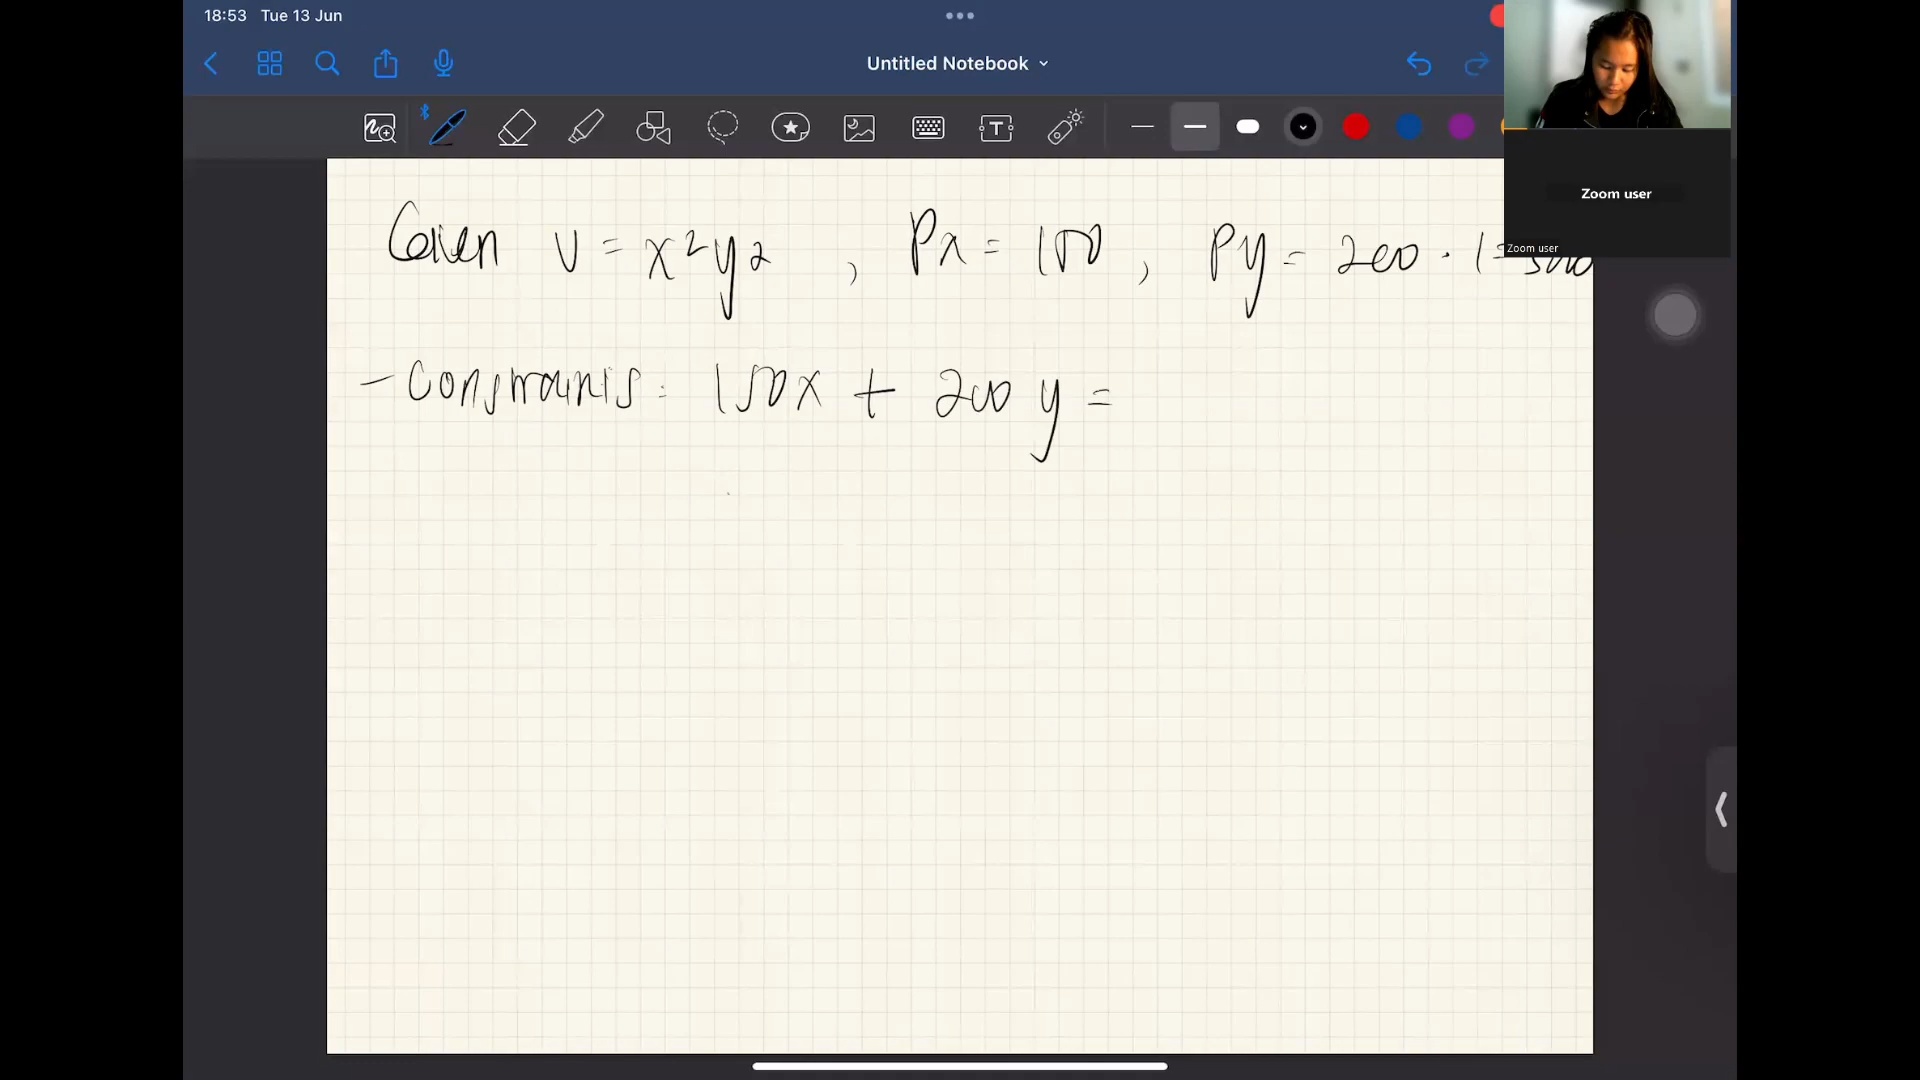 18:53 Tue 13 Jun
Untitled Notebook
T
Zoom user
Zoom user
Given U = x²y2 , Px = 150 , Py = 200 .
- Constraints: 150x + 200y =